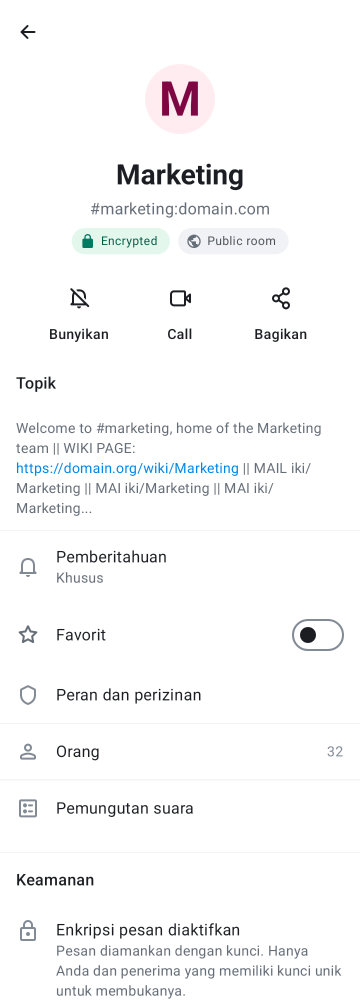 M
Marketing
#marketing:domain.com
Encrypted
Public room
Bunyikan
Call
Bagikan
Topik
Welcome to #marketing, home of the Marketing
team || WIKI PAGE:
https://domain.org/wiki/Marketing || MAIL iki/
Marketing || MAI iki/Marketing || MAI iki/
Marketing...
Pemberitahuan
Khusus
Favorit
Peran dan perizinan
Orang 32
Pemungutan suara
Keamanan
Enkripsi pesan diaktifkan
Pesan diamankan dengan kunci. Hanya
Anda dan penerima yang memiliki kunci unik
untuk membukanya.